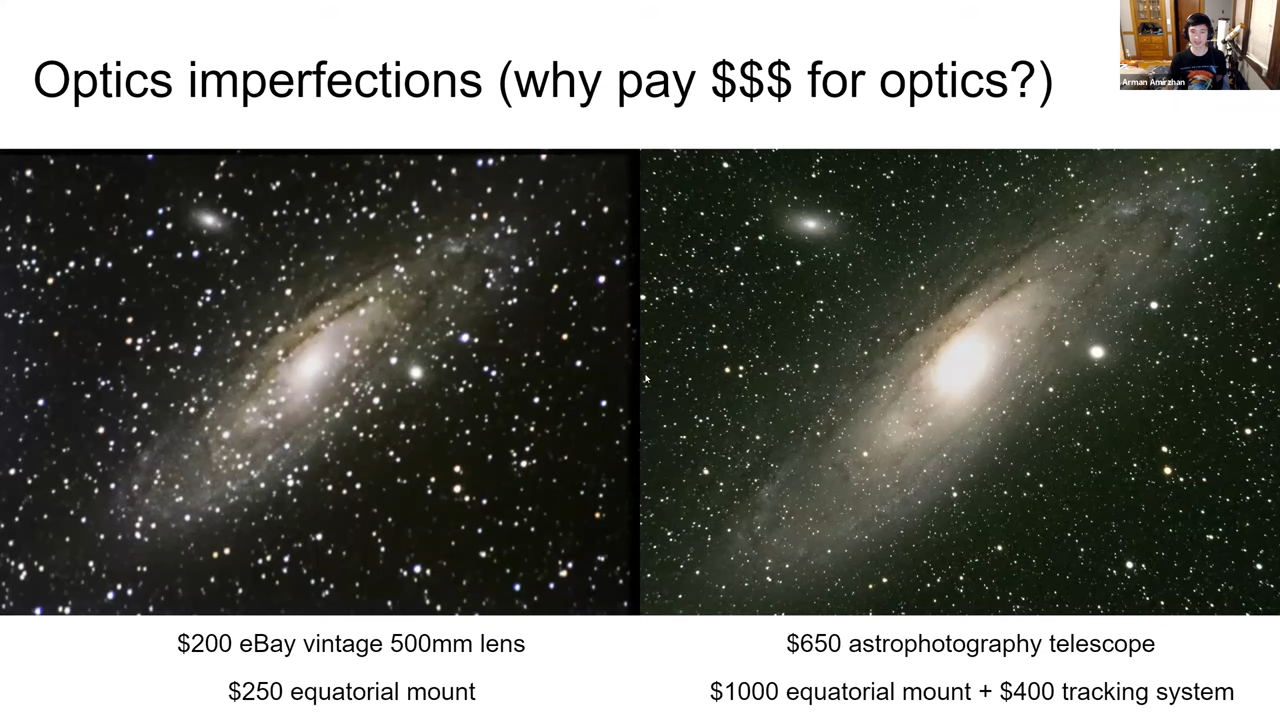 Optics imperfections (why pay $$$ for optics?)
Arman Amirzhan
$200 eBay vintage 500mm lens
$650 astrophotography telescope
$250 equatorial mount
$1000 equatorial mount + $400 tracking system